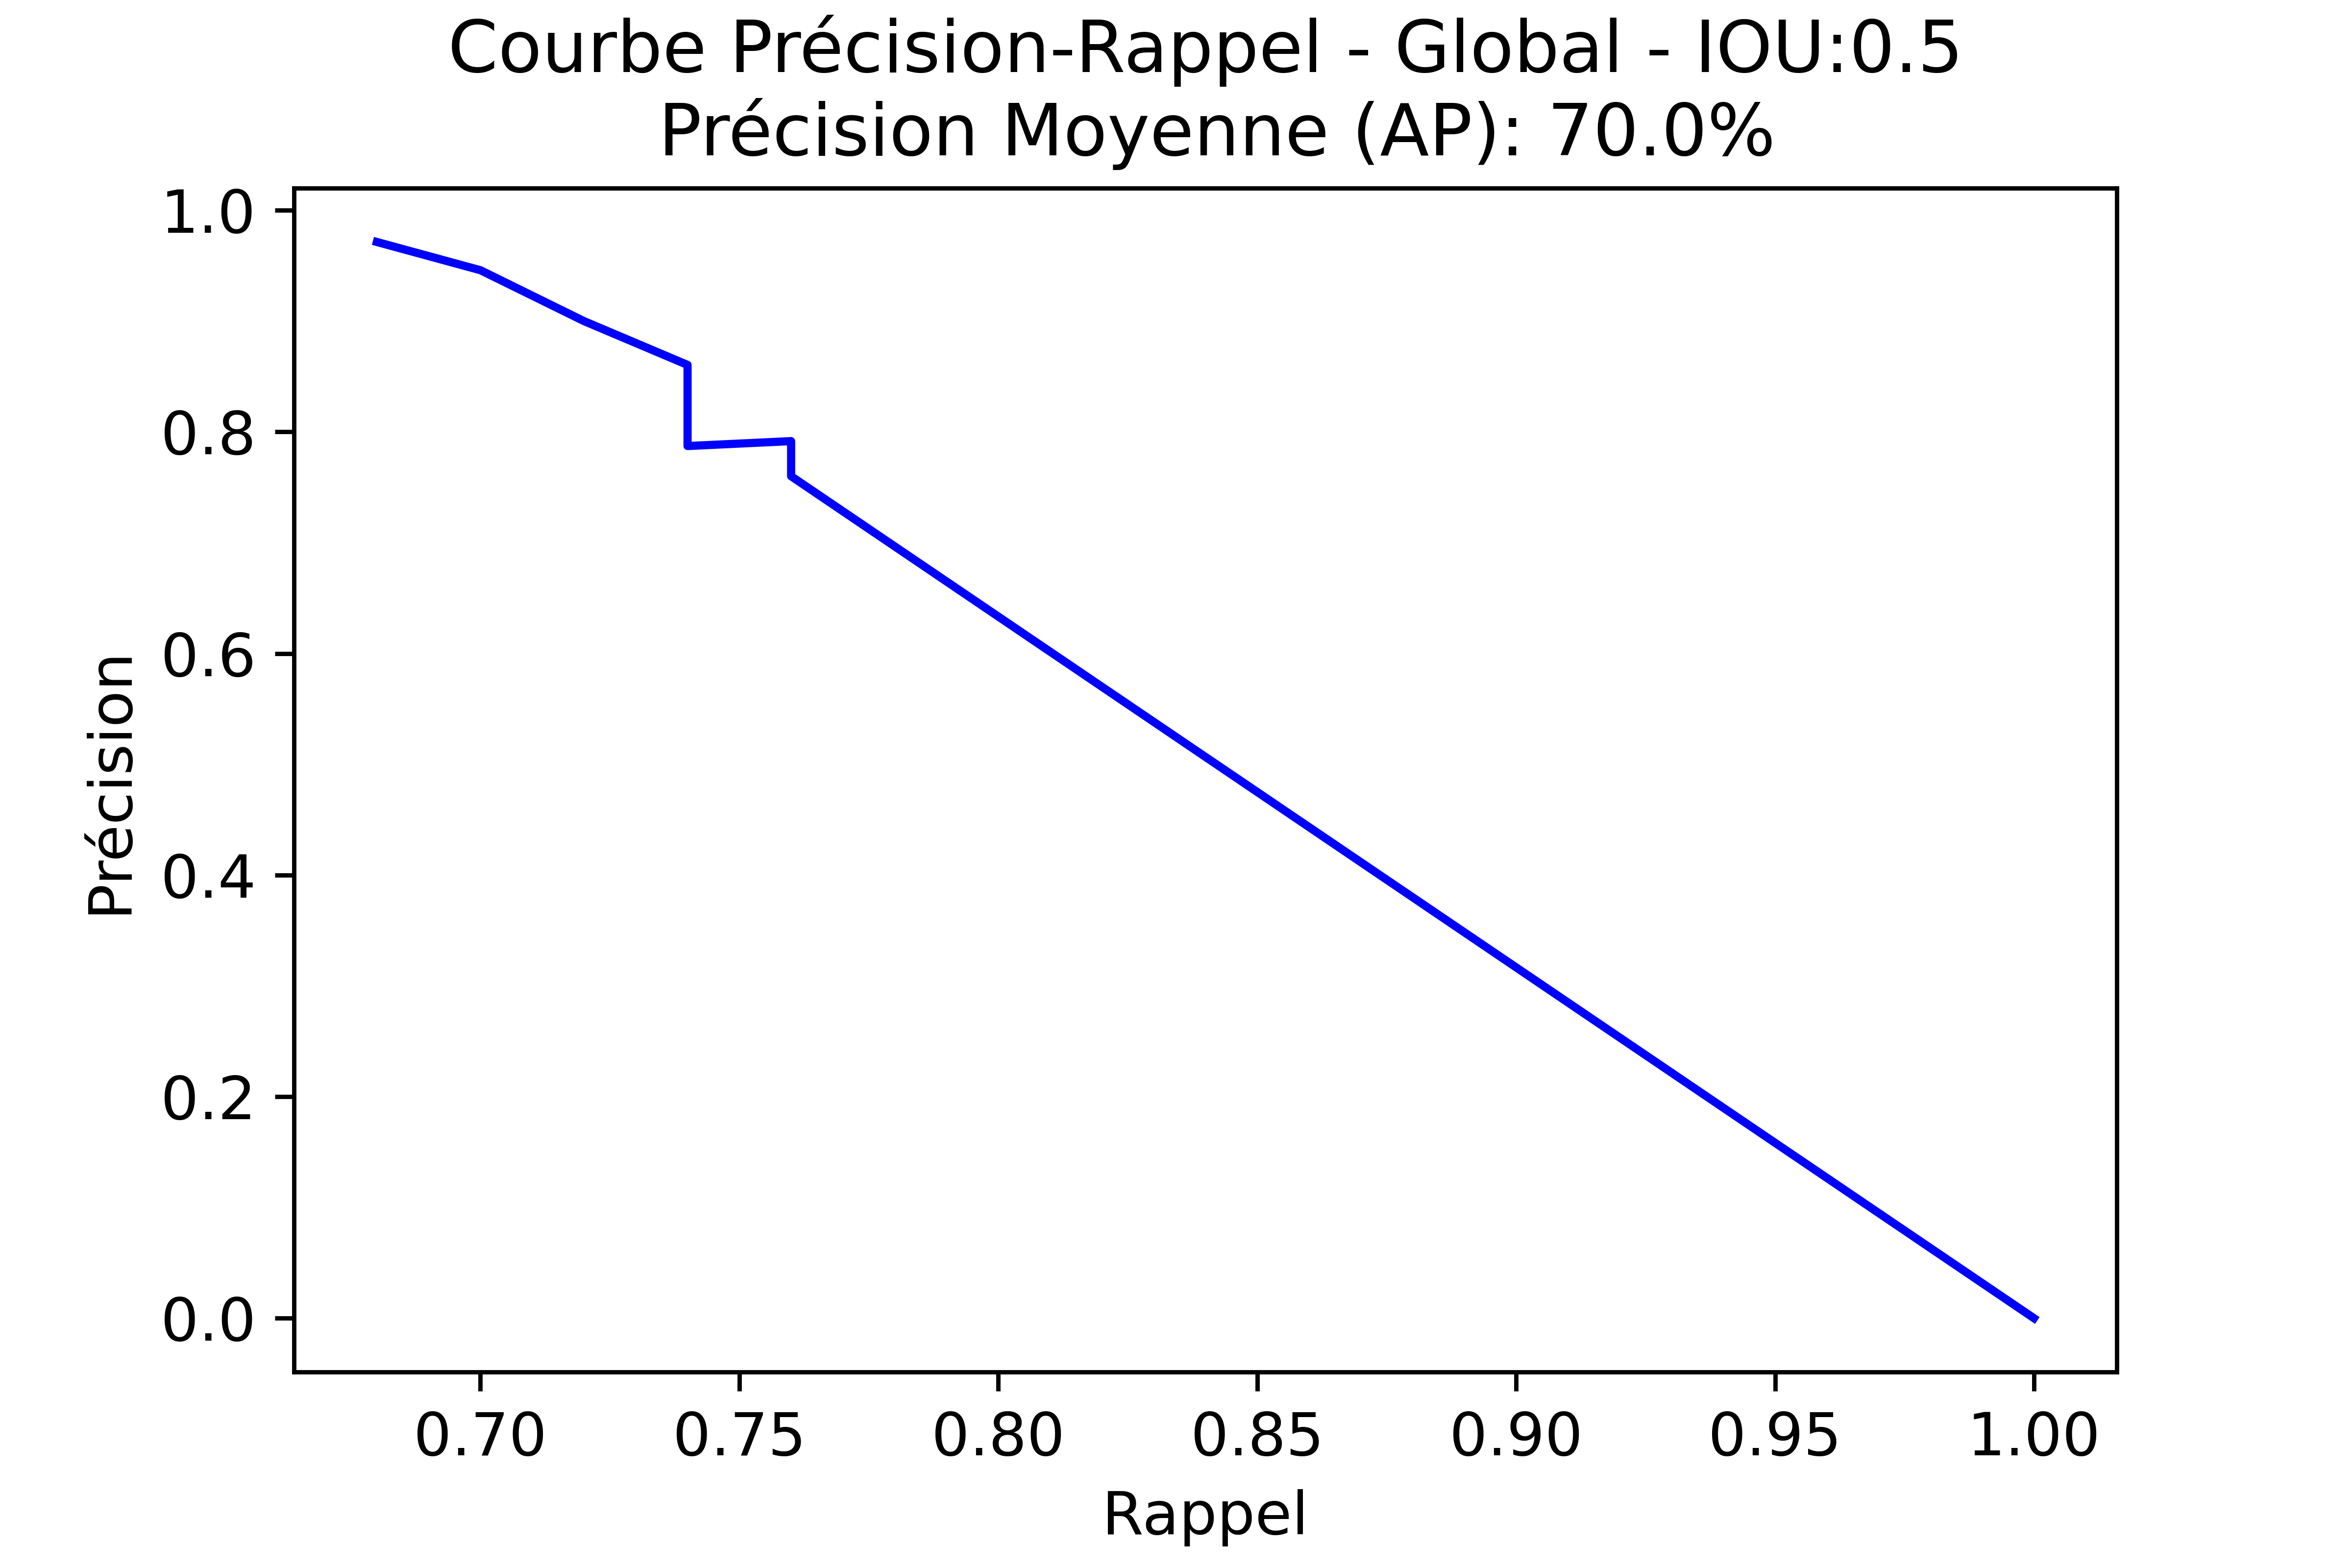 Courbe Précision-Rappel - Global - IOU:0.5
Précision Moyenne (AP): 70.0%
1.0
0.8
0.6
0.4
0.2
0.0
Précision
0.70 0.75 0.80 0.85 0.90 0.95 1.00
Rappel